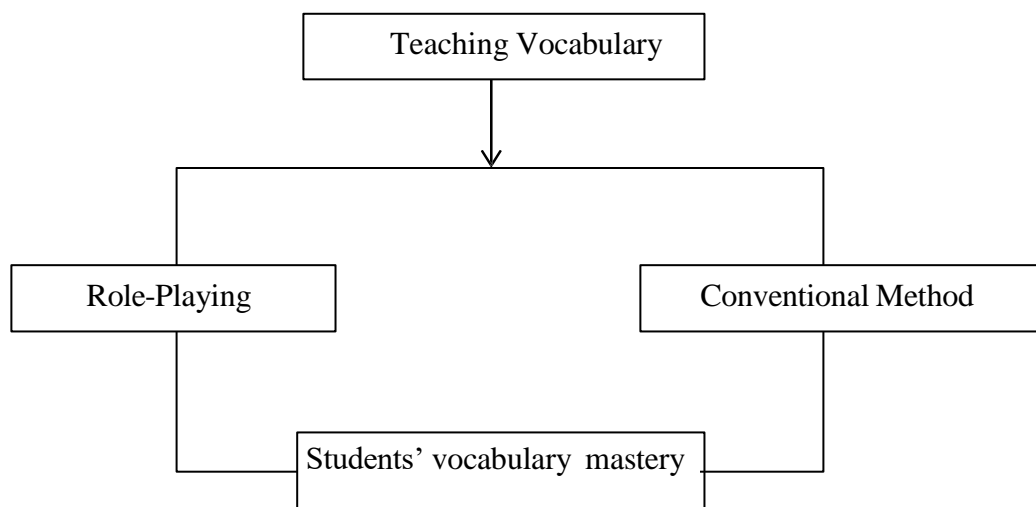 Teaching Vocabulary
Role-Playing
Conventional Method
Students’ vocabulary mastery